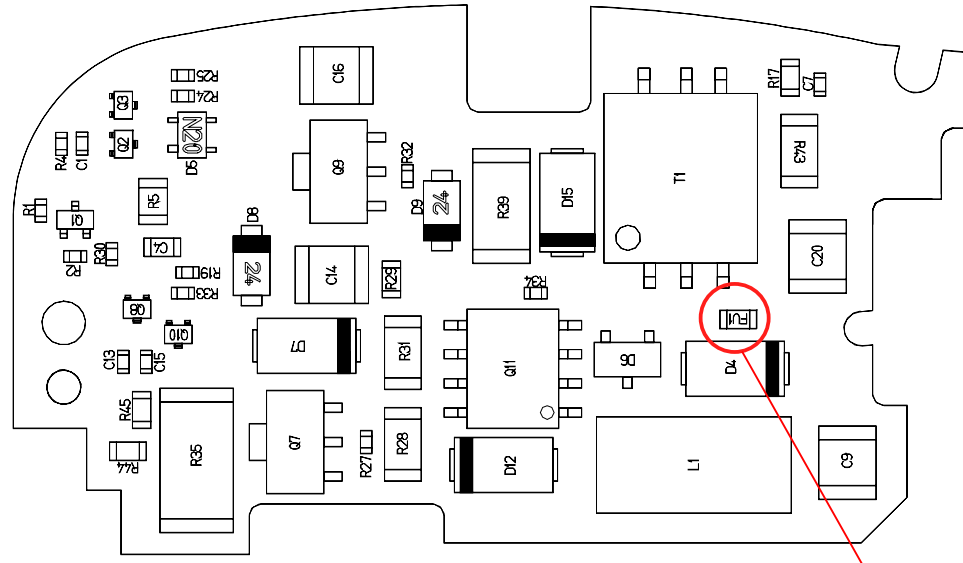 R25
C16
R17
C7
R24
Q3
N20
D5
Q2
R4
C1
Q9
R32
T1
R43
R5
R1
Q1
D8
D9
24
R39
D15
R30
R2
C4
24
C14
R29
C20
R19
R33
R34
Q8
Q10
FU1
C13
C15
D7
R31
Q11
D6
D4
R45
R44
R35
Q7
R27
R28
D12
L1
C9